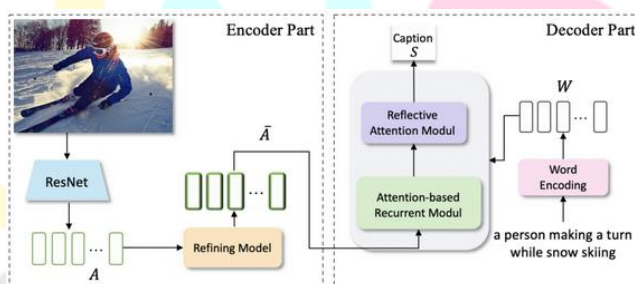 Encoder Part
ResNet
A
Refining Model
Ā
Decoder Part
Caption
S
Reflective
Attention Modul
Attention-based
Recurrent Modul
W
Word
Encoding
a person making a turn
while snow skiing